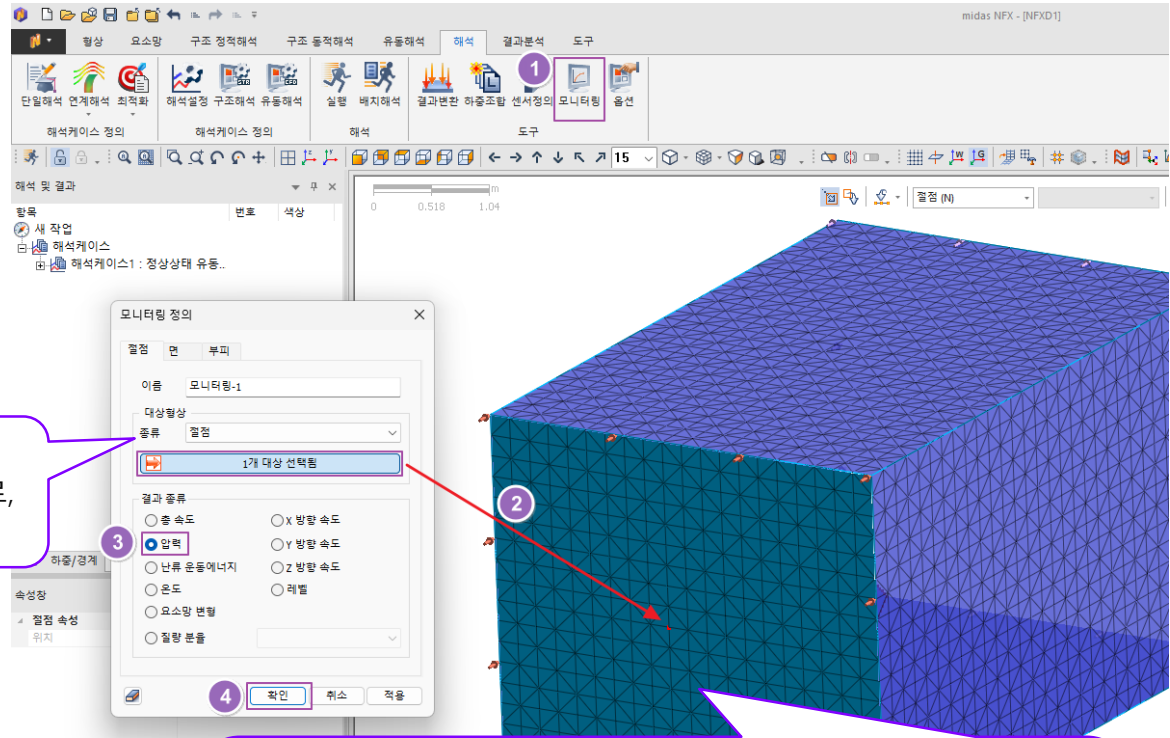 midas NFX - [NFXD1]
형상 요소망 구조 정적해석 구조 동적해석 유동해석 해석 결과분석 도구
1
단일해석 연계해석 최적화 해석설정 구조해석 유동해석 실행 배치해석 결과변환 하중조합 센서정의 모니터링 옵션
해석케이스 정의 해석케이스 정의 해석 도구
15
해석 및 결과
항목 번호 색상
새 작업
해석케이스
해석케이스1 : 정상상태 유동..
m
0 0.518 1.04
절점 (N)
모니터링 정의
절점 면 부피
이름 모니터링-1
대상형상
종류 절점
1개 대상 선택됨
2
결과 종류
총 속도 X 방향 속도
3
압력 Y 방향 속도
난류 운동에너지 Z 방향 속도
온도 레벨
요소망 변형
질량 분율
4
확인 취소 적용
하중/경계
속성창
절점 속성
위치